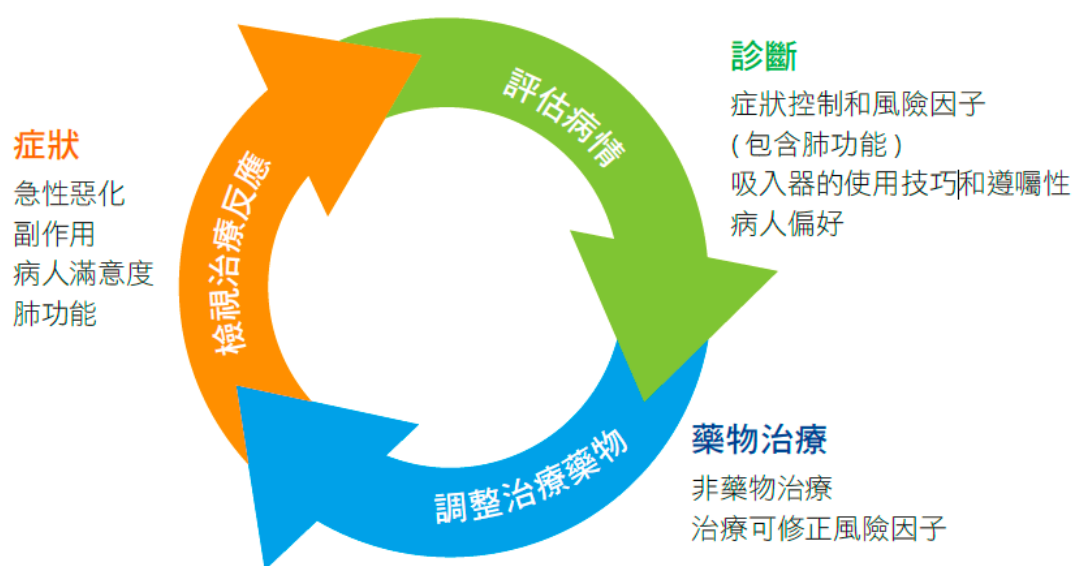 評估病情
診斷
症狀控制和風險因子
(包含肺功能)
吸入器的使用技巧和遵囑性
病人偏好
調整治療藥物
藥物治療
非藥物治療
治療可修正風險因子
檢視治療反應
症狀
急性惡化
副作用
病人滿意度
肺功能